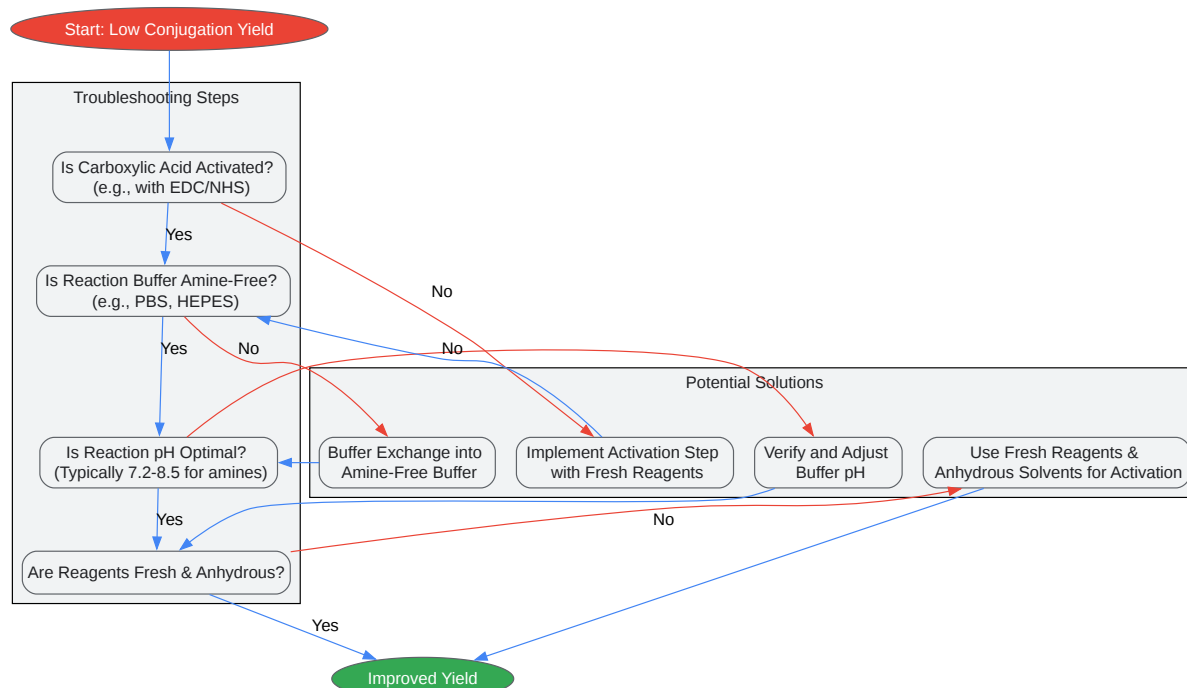 Start: Low Conjugation Yield
Troubleshooting Steps
Is Carboxylic Acid Activated?
(e.g., with EDC/NHS)
Yes
Is Reaction Buffer Amine-Free?
(e.g., PBS, HEPES)
No
Yes
No
No
Potential Solutions
Is Reaction pH Optimal?
(Typically 7.2-8.5 for amines)
Buffer Exchange into
Amine-Free Buffer
Implement Activation Step
with Fresh Reagents
Verify and Adjust
Buffer pH
Use Fresh Reagents &
Anhydrous Solvents for Activation
Yes
No
Are Reagents Fresh & Anhydrous?
Yes
Improved Yield